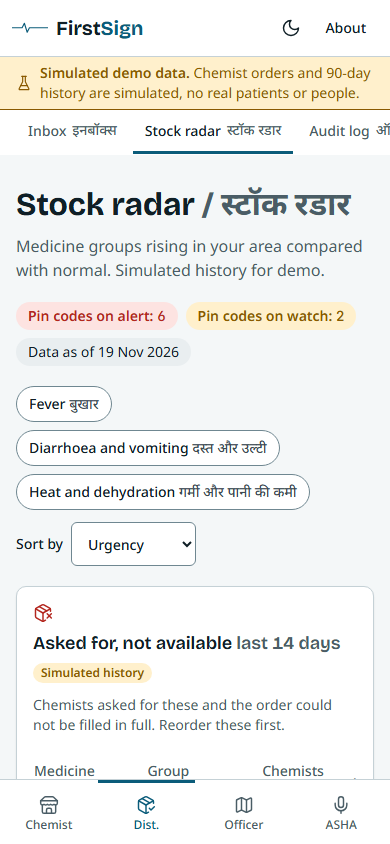 FirstSign
About
Simulated demo data. Chemist orders and 90-day
history are simulated, no real patients or people.
Inbox इनबॉक्स Stock radar स्टॉक रडार Audit log
Stock radar / स्टॉक रडार
Medicine groups rising in your area compared
with normal. Simulated history for demo.
Pin codes on alert: 6 Pin codes on watch: 2
Data as of 19 Nov 2026
Fever बुखार
Diarrhoea and vomiting दस्त और उल्टी
Heat and dehydration गर्मी और पानी की कमी
Sort by Urgency
Asked for, not available last 14 days
Simulated history
Chemists asked for these and the order could
not be filled in full. Reorder these first.
Medicine Group Chemists
Chemist Dist. Officer ASHA